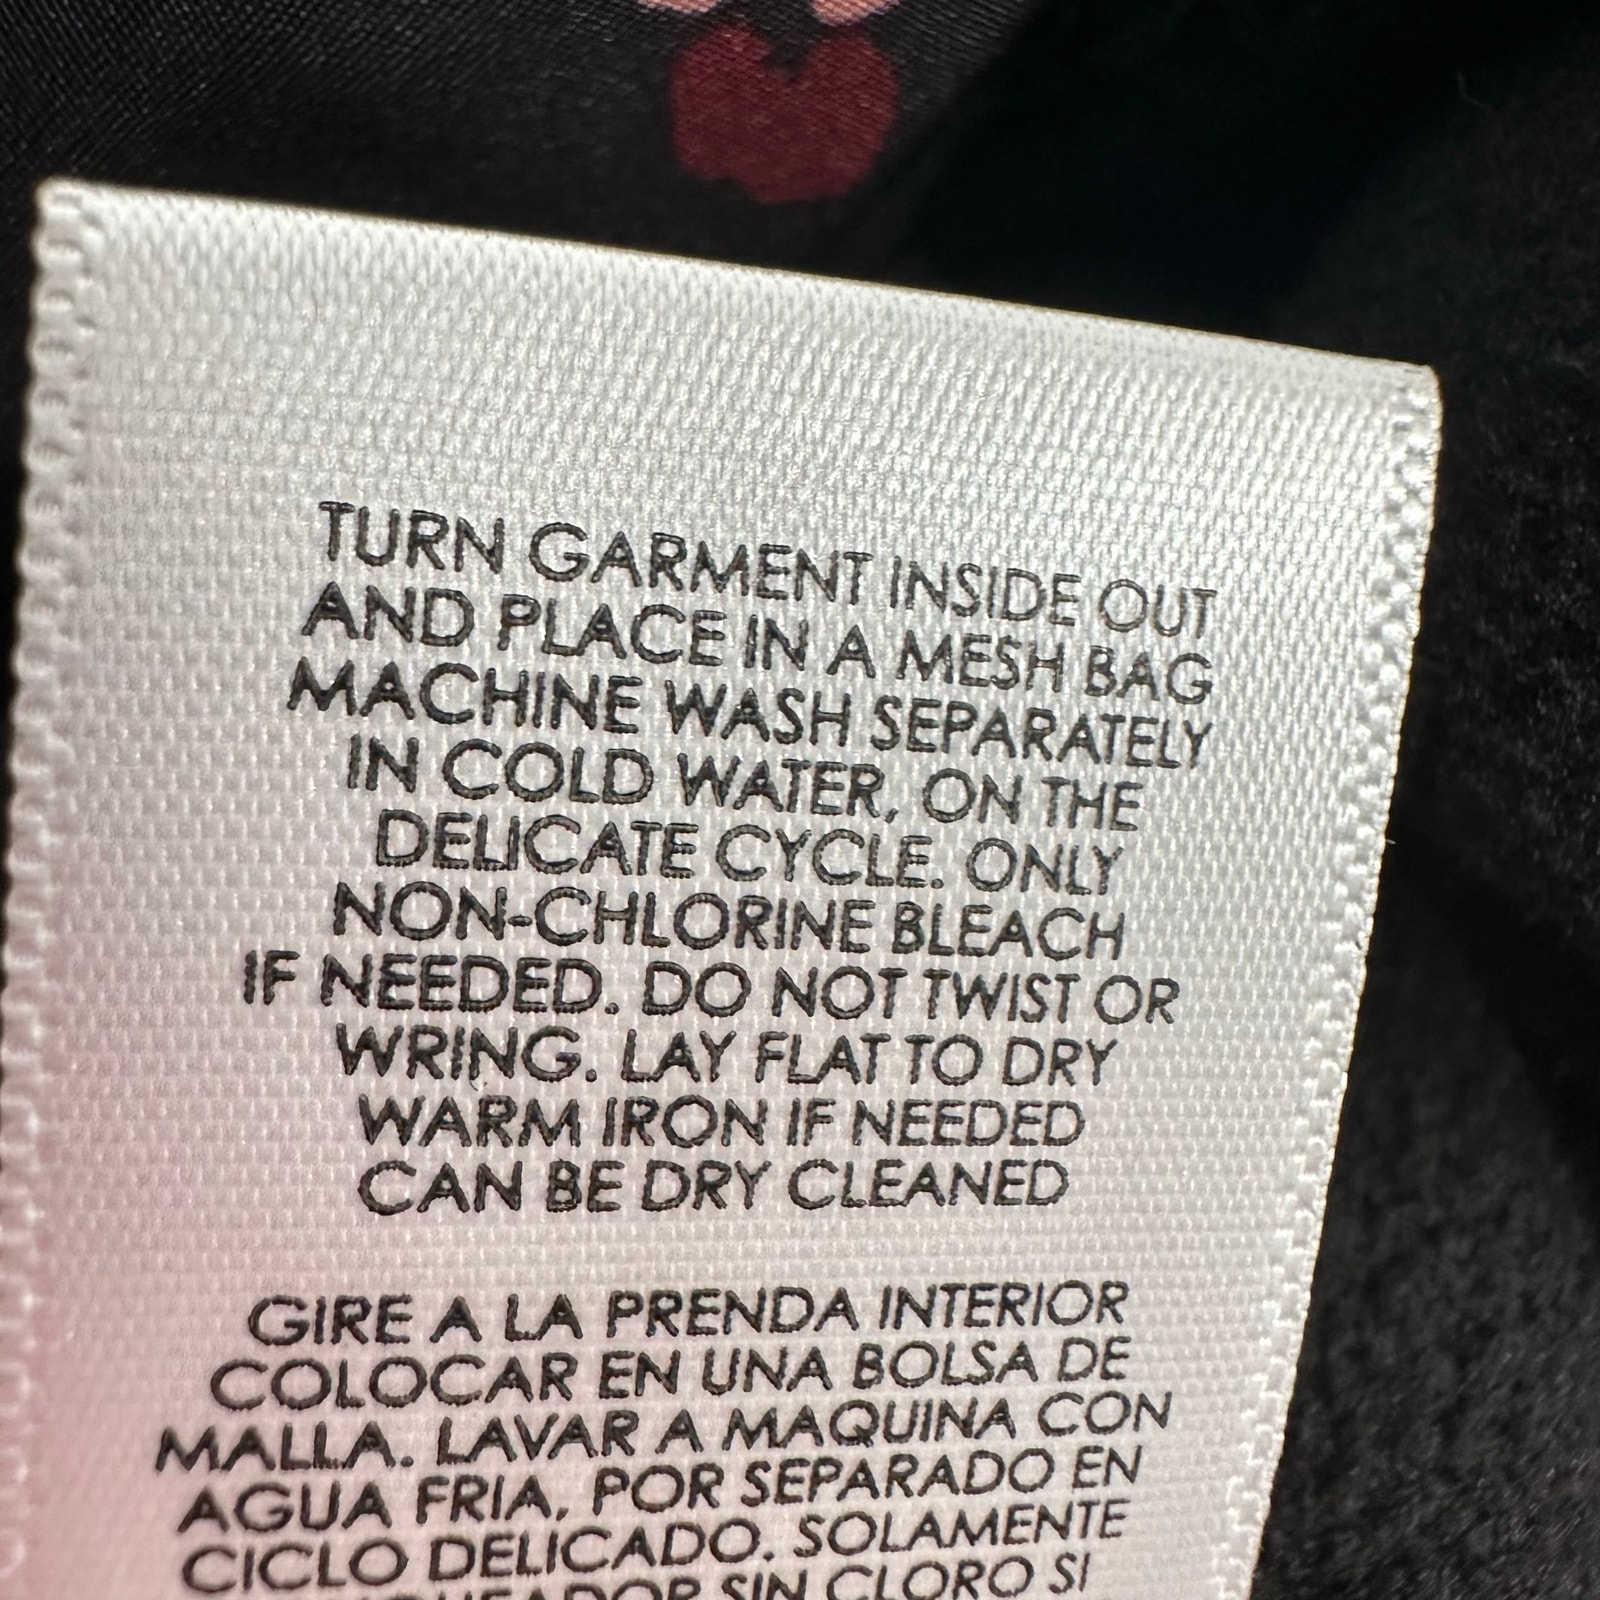 TURN GARMENT INSIDE OUT
AND PLACE IN A MESH BAG
MACHINE WASH SEPARATELY
IN COLD WATER, ON THE
DELICATE CYCLE. ONLY
NON-CHLORINE BLEACH
IF NEEDED. DO NOT TWIST OR
WRING. LAY FLAT TO DRY
WARM IRON IF NEEDED
CAN BE DRY CLEANED
GIRE A LA PRENDA INTERIOR
COLOCAR EN UNA BOLSA DE
MALLA. LAVAR A MAQUINA CON
AGUA FRIA, POR SEPARADO EN
CICLO DELICADO. SOLAMENTE
SIN CLORO SI